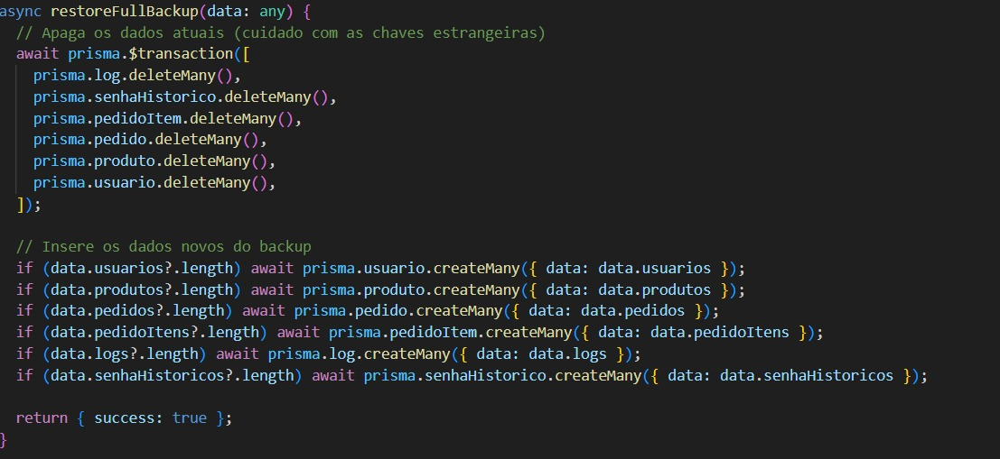 async restoreFullBackup(data: any) {
// Apaga os dados atuais (cuidado com as chaves estrangeiras)
await prisma.$transaction([
prisma.log.deleteMany(),
prisma.senhaHistorico.deleteMany(),
prisma.pedidoItem.deleteMany(),
prisma.pedido.deleteMany(),
prisma.produto.deleteMany(),
prisma.usuario.deleteMany(),
]);
// Insere os dados novos do backup
if (data.usuarios?.length) await prisma.usuario.createMany({ data: data.usuarios });
if (data.produtos?.length) await prisma.produto.createMany({ data: data.produtos });
if (data.pedidos?.length) await prisma.pedido.createMany({ data: data.pedidos });
if (data.pedidoItens?.length) await prisma.pedidoItem.createMany({ data: data.pedidoItens });
if (data.logs?.length) await prisma.log.createMany({ data: data.logs });
if (data.senhaHistoricos?.length) await prisma.senhaHistorico.createMany({ data: data.senhaHistoricos });
return { success: true };
}